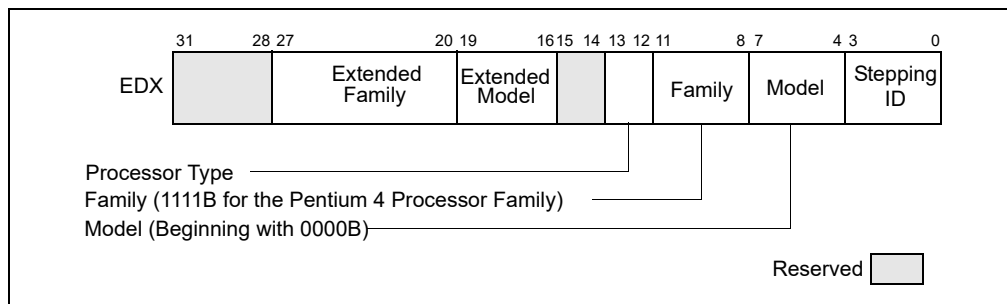 31 28 27 20 19 16 15 14 13 12 11 8 7 4 3 0
EDX
Extended Family
Extended Model
Family
Model
Stepping ID
Processor Type
Family (1111B for the Pentium 4 Processor Family)
Model (Beginning with 0000B)
Reserved